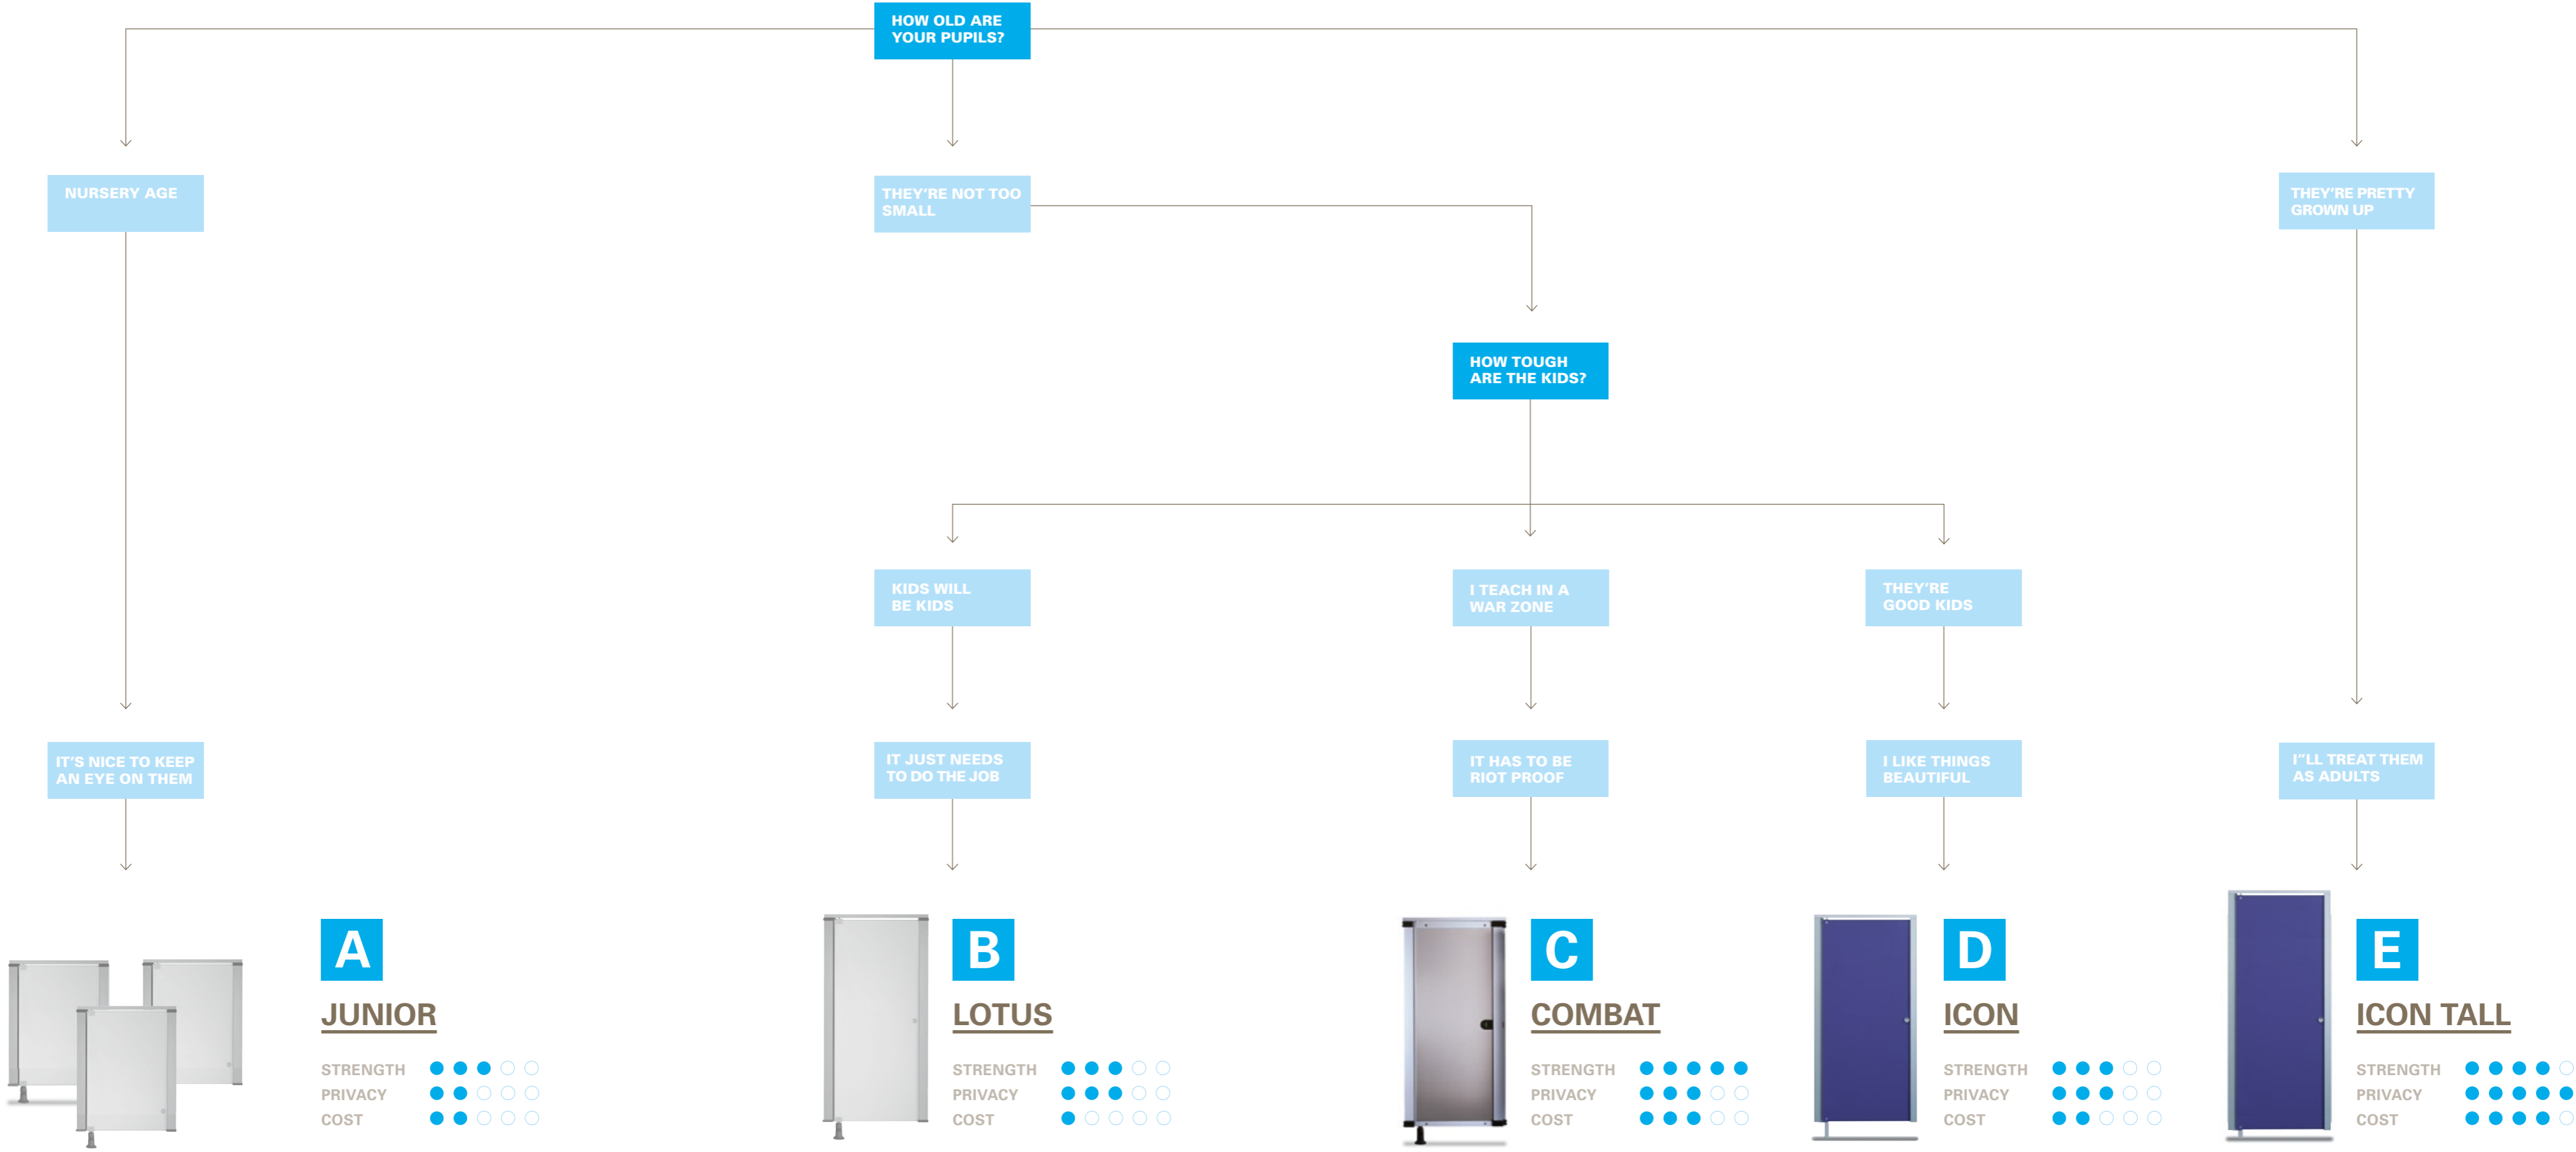 HOW OLD ARE
YOUR PUPILS?
NURSERY AGE
THEY'RE NOT TOO
SMALL
THEY'RE PRETTY
GROWN UP
HOW TOUGH
ARE THE KIDS?
KIDS WILL
BE KIDS
I TEACH IN A
WAR ZONE
THEY'RE
GOOD KIDS
IT'S NICE TO KEEP
AN EYE ON THEM
IT JUST NEEDS
TO DO THE JOB
IT HAS TO BE
RIOT PROOF
I LIKE THINGS
BEAUTIFUL
I"LL TREAT THEM
AS ADULTS
A
JUNIOR
STRENGTH
PRIVACY
COST
B
LOTUS
STRENGTH
PRIVACY
COST
C
COMBAT
STRENGTH
PRIVACY
COST
D
ICON
STRENGTH
PRIVACY
COST
E
ICON TALL
STRENGTH
PRIVACY
COST